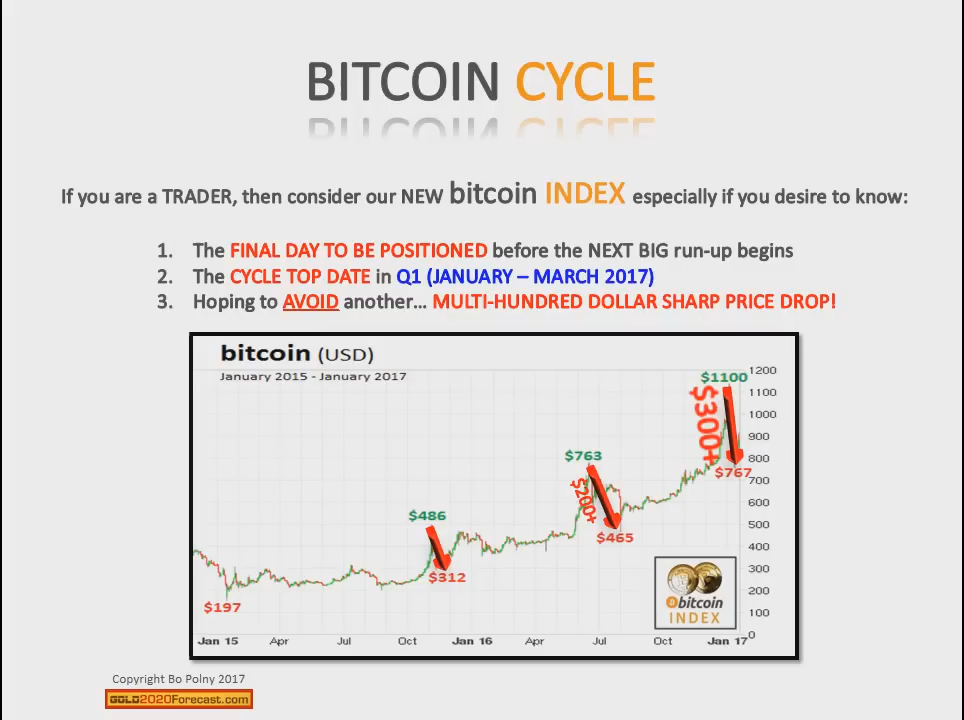 BITCOIN CYCLE
If you are a TRADER, then consider our NEW bitcoin INDEX especially if you desire to know:
1. The FINAL DAY TO BE POSITIONED before the NEXT BIG run-up begins
2. The CYCLE TOP DATE in Q1 (JANUARY – MARCH 2017)
3. Hoping to AVOID another... MULTI-HUNDRED DOLLAR SHARP PRICE DROP!
bitcoin (USD)
January 2015 - January 2017
$1100
$300+
$767
$763
$200+
$465
$486
$312
$197
1200
1100
1000
900
800
700
600
500
400
300
200
100
0
bitcoin
INDEX
Jan 15 Apr Jul Oct Jan 16 Apr Jul Oct Jan 17
Copyright Bo Polny 2017
GOLD2020Forecast.com